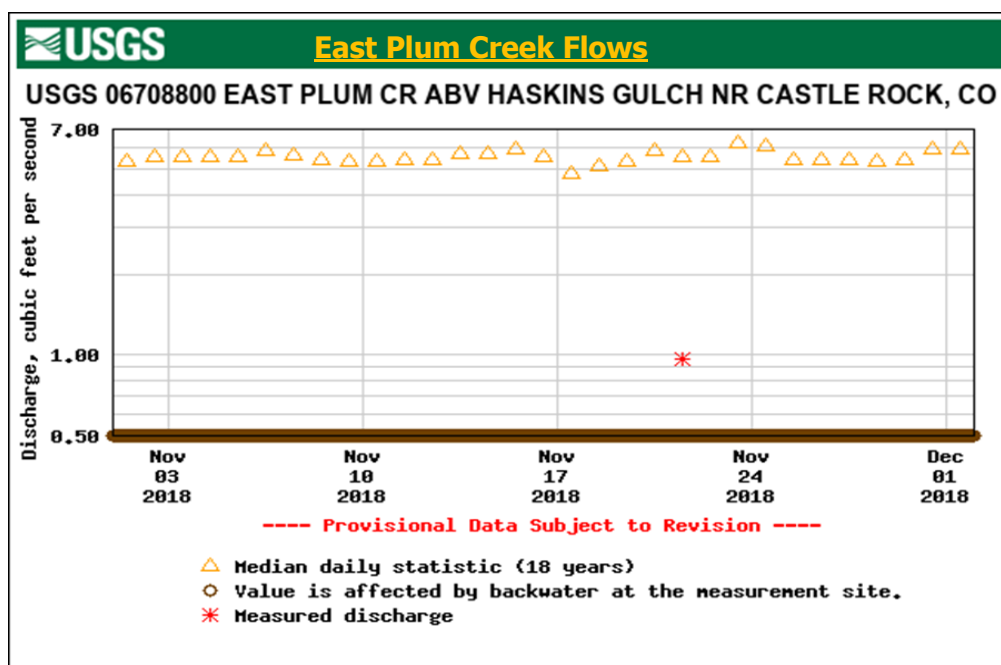 USGS
East Plum Creek Flows
USGS 06708800 EAST PLUM CR ABV HASKINS GULCH NR CASTLE ROCK, CO
Discharge, cubic feet per second
7.00
1.00
0.50
Nov
03
2018
Nov
10
2018
Nov
17
2018
Nov
24
2018
Dec
01
2018
---- Provisional Data Subject to Revision ----
Median daily statistic (18 years)
Value is affected by backwater at the measurement site.
Measured discharge